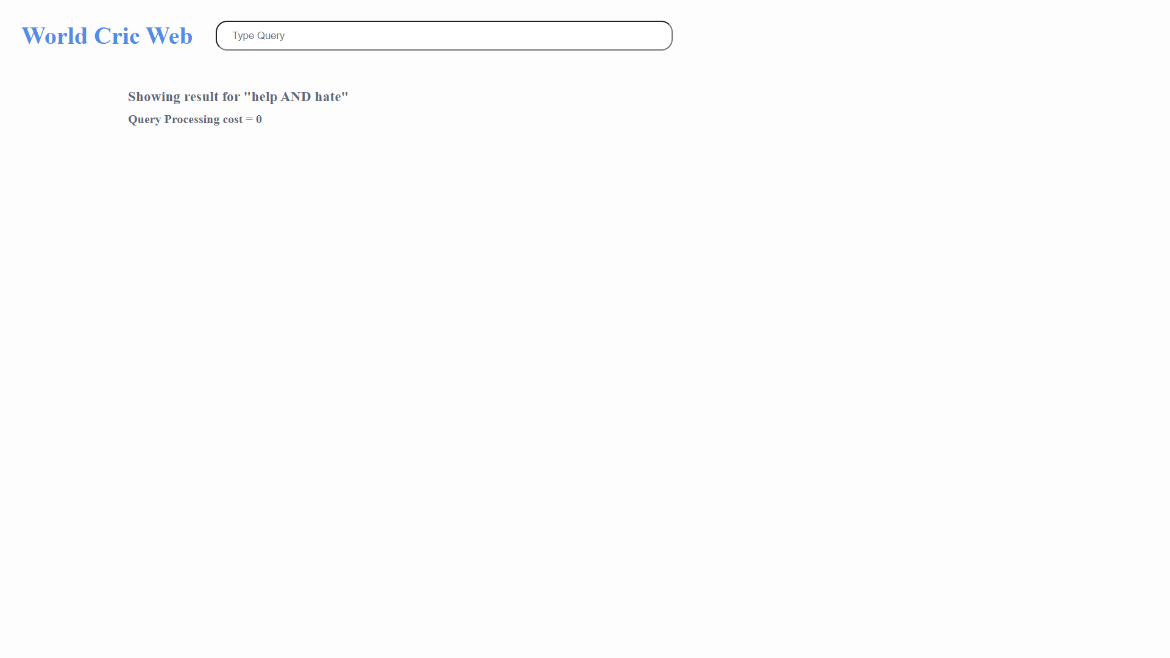 World Cric Web
Type Query
Showing result for "help AND hate"
Query Processing cost = 0